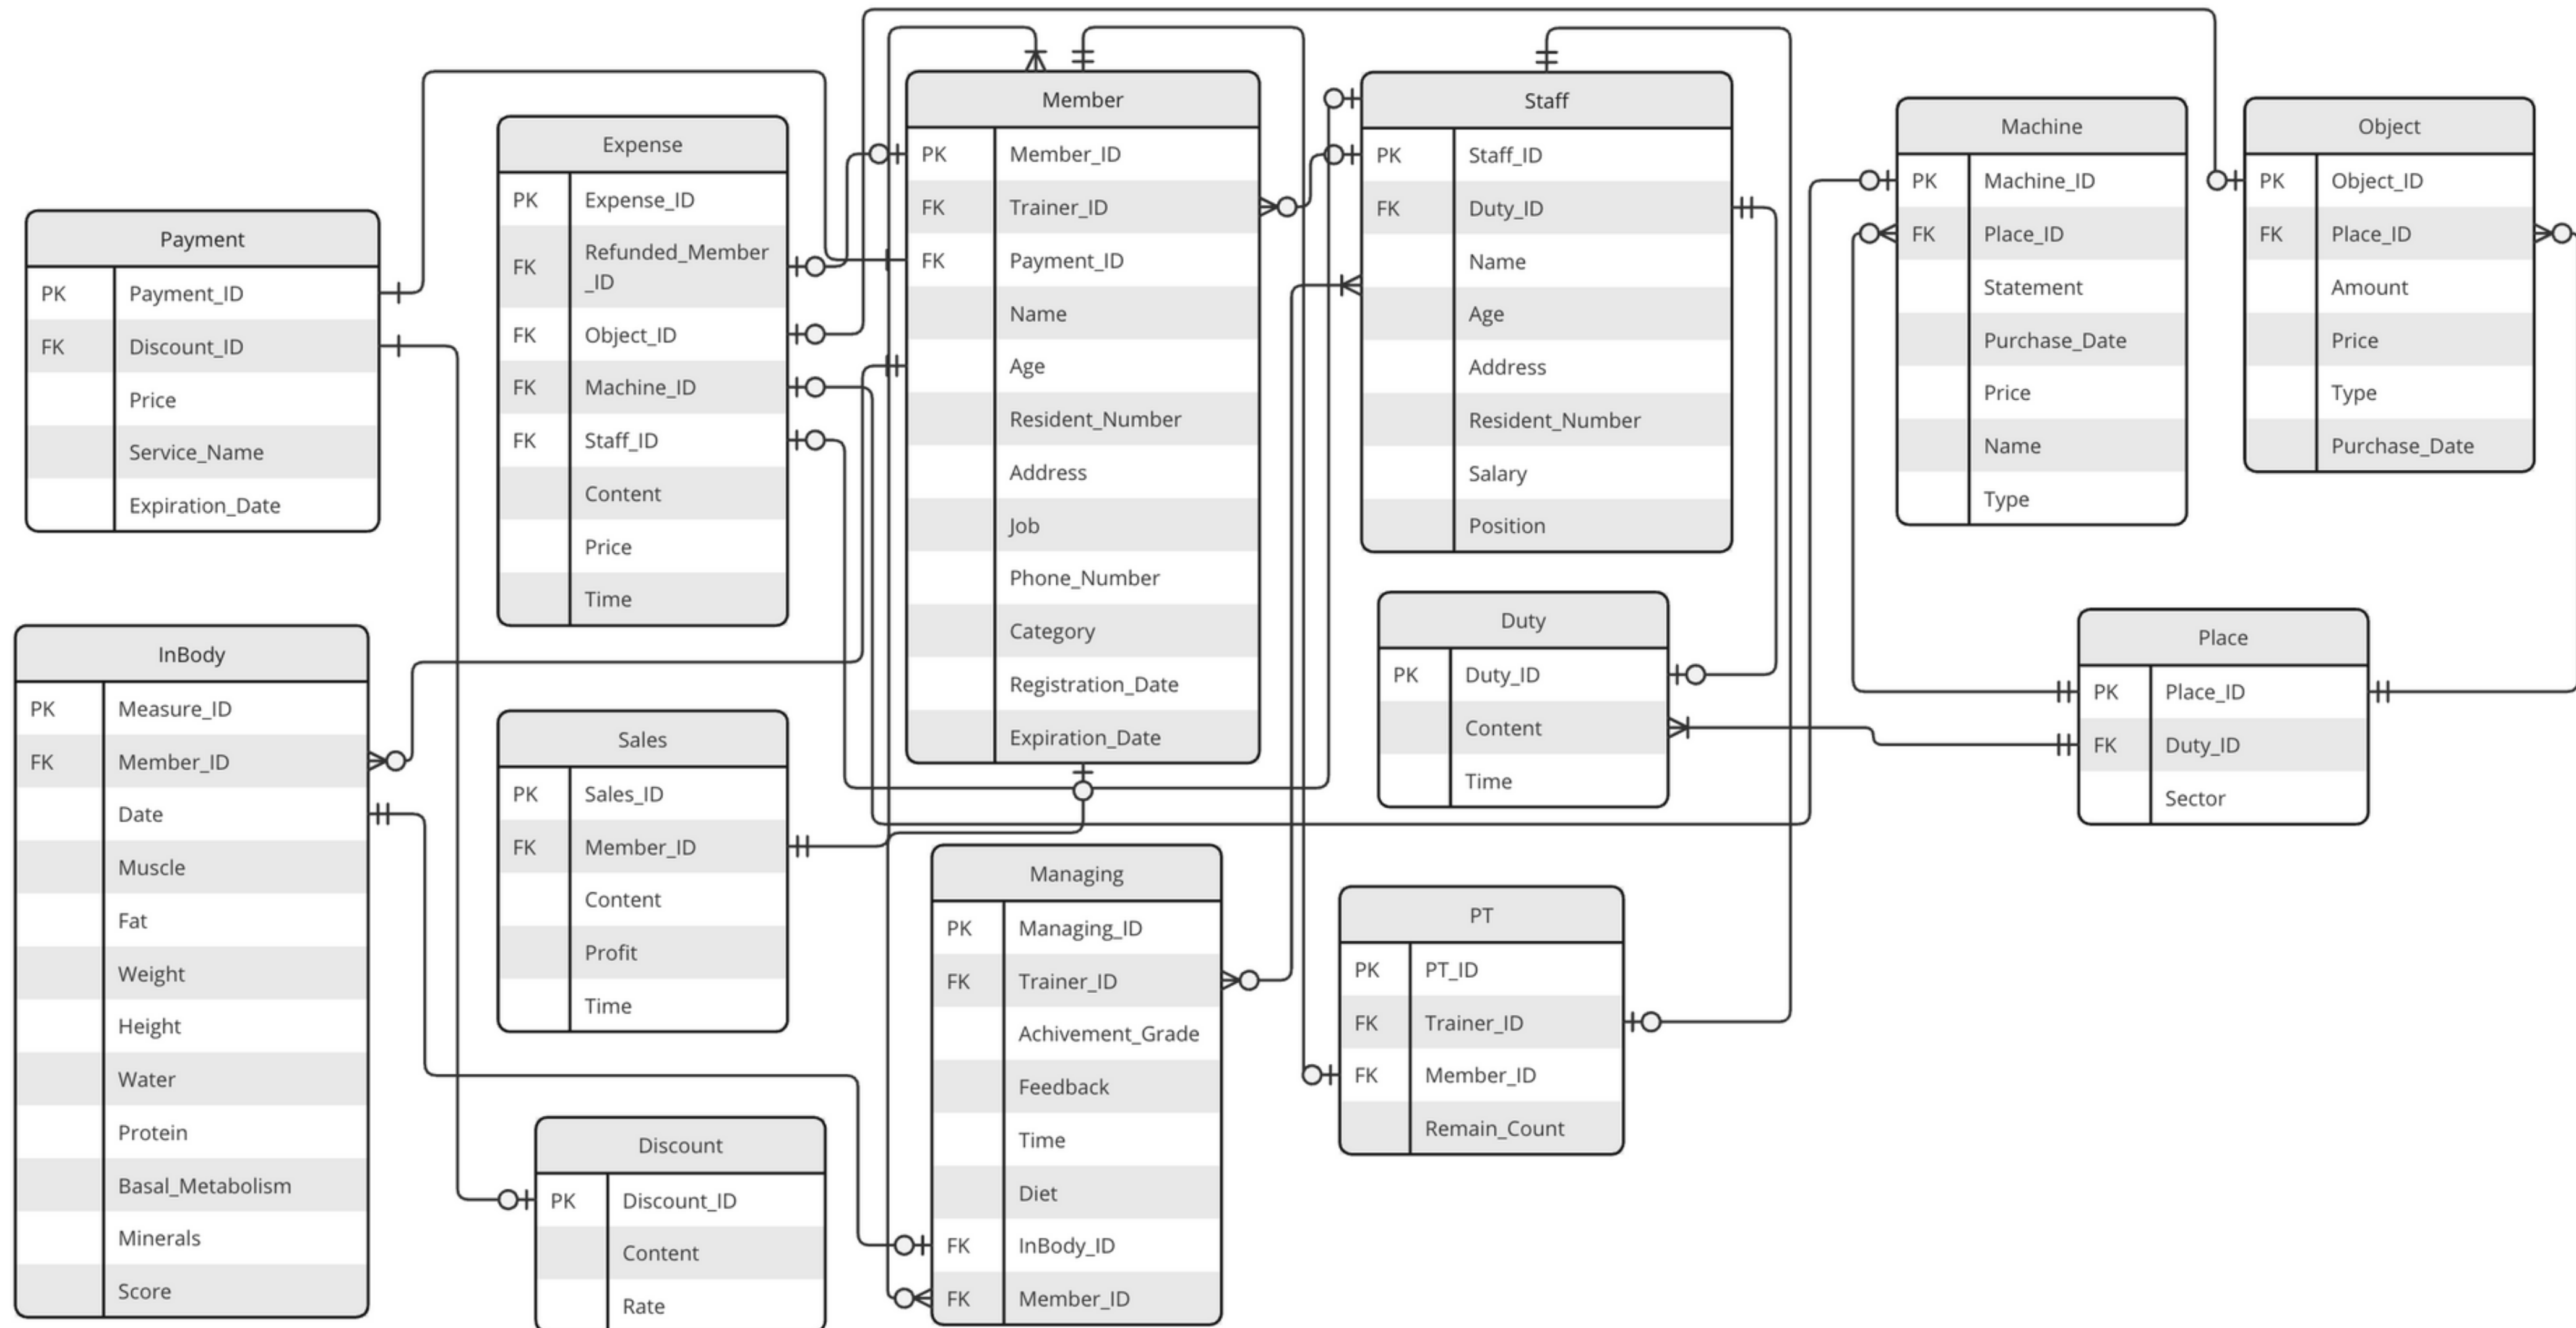 Payment
PK Payment_ID
FK Discount_ID
Price
Service_Name
Expiration_Date
Expense
PK Expense_ID
FK Refunded_Member
_ID
FK Object_ID
FK Machine_ID
FK Staff_ID
Content
Price
Time
Member
PK Member_ID
FK Trainer_ID
FK Payment_ID
Name
Age
Resident_Number
Address
Job
Phone_Number
Category
Registration_Date
Expiration_Date
Staff
PK Staff_ID
FK Duty_ID
Name
Age
Address
Resident_Number
Salary
Position
Machine
PK Machine_ID
FK Place_ID
Statement
Purchase_Date
Price
Name
Type
Object
PK Object_ID
FK Place_ID
Amount
Price
Type
Purchase_Date
InBody
PK Measure_ID
FK Member_ID
Date
Muscle
Fat
Weight
Height
Water
Protein
Basal_Metabolism
Minerals
Score
Sales
PK Sales_ID
FK Member_ID
Content
Profit
Time
Duty
PK Duty_ID
Content
Time
Place
PK Place_ID
FK Duty_ID
Sector
Managing
PK Managing_ID
FK Trainer_ID
Achivement_Grade
Feedback
Time
Diet
FK InBody_ID
FK Member_ID
PT
PK PT_ID
FK Trainer_ID
FK Member_ID
Remain_Count
Discount
PK Discount_ID
Content
Rate